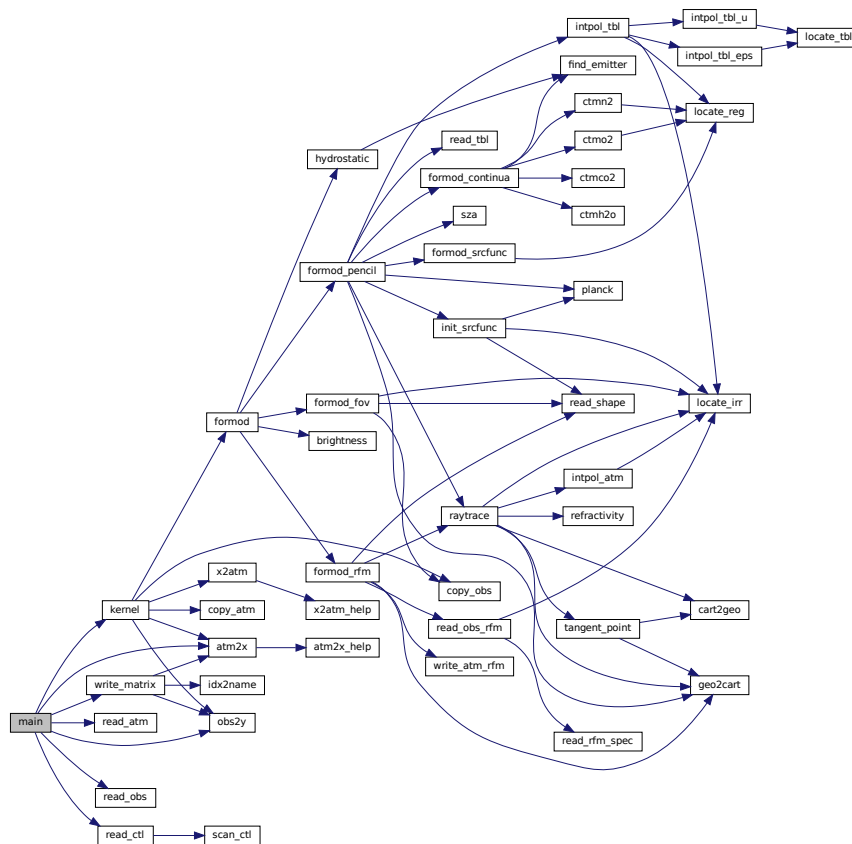 intpol_tbl
intpol_tbl_u
locate_tbl
intpol_tbl_eps
find_emitter
ctmn2
locate_reg
read_tbl
ctmo2
hydrostatic
formod_continua
ctmco2
sza
ctmh2o
formod_srcfunc
formod_pencil
planck
init_srcfunc
formod_fov
read_shape
locate_irr
formod
brightness
intpol_atm
raytrace
refractivity
formod_rfm
x2atm
copy_obs
kernel
copy_atm
x2atm_help
cart2geo
read_obs_rfm
tangent_point
atm2x
atm2x_help
write_atm_rfm
write_matrix
idx2name
geo2cart
main
read_atm
obs2y
read_rfm_spec
read_obs
read_ctl
scan_ctl